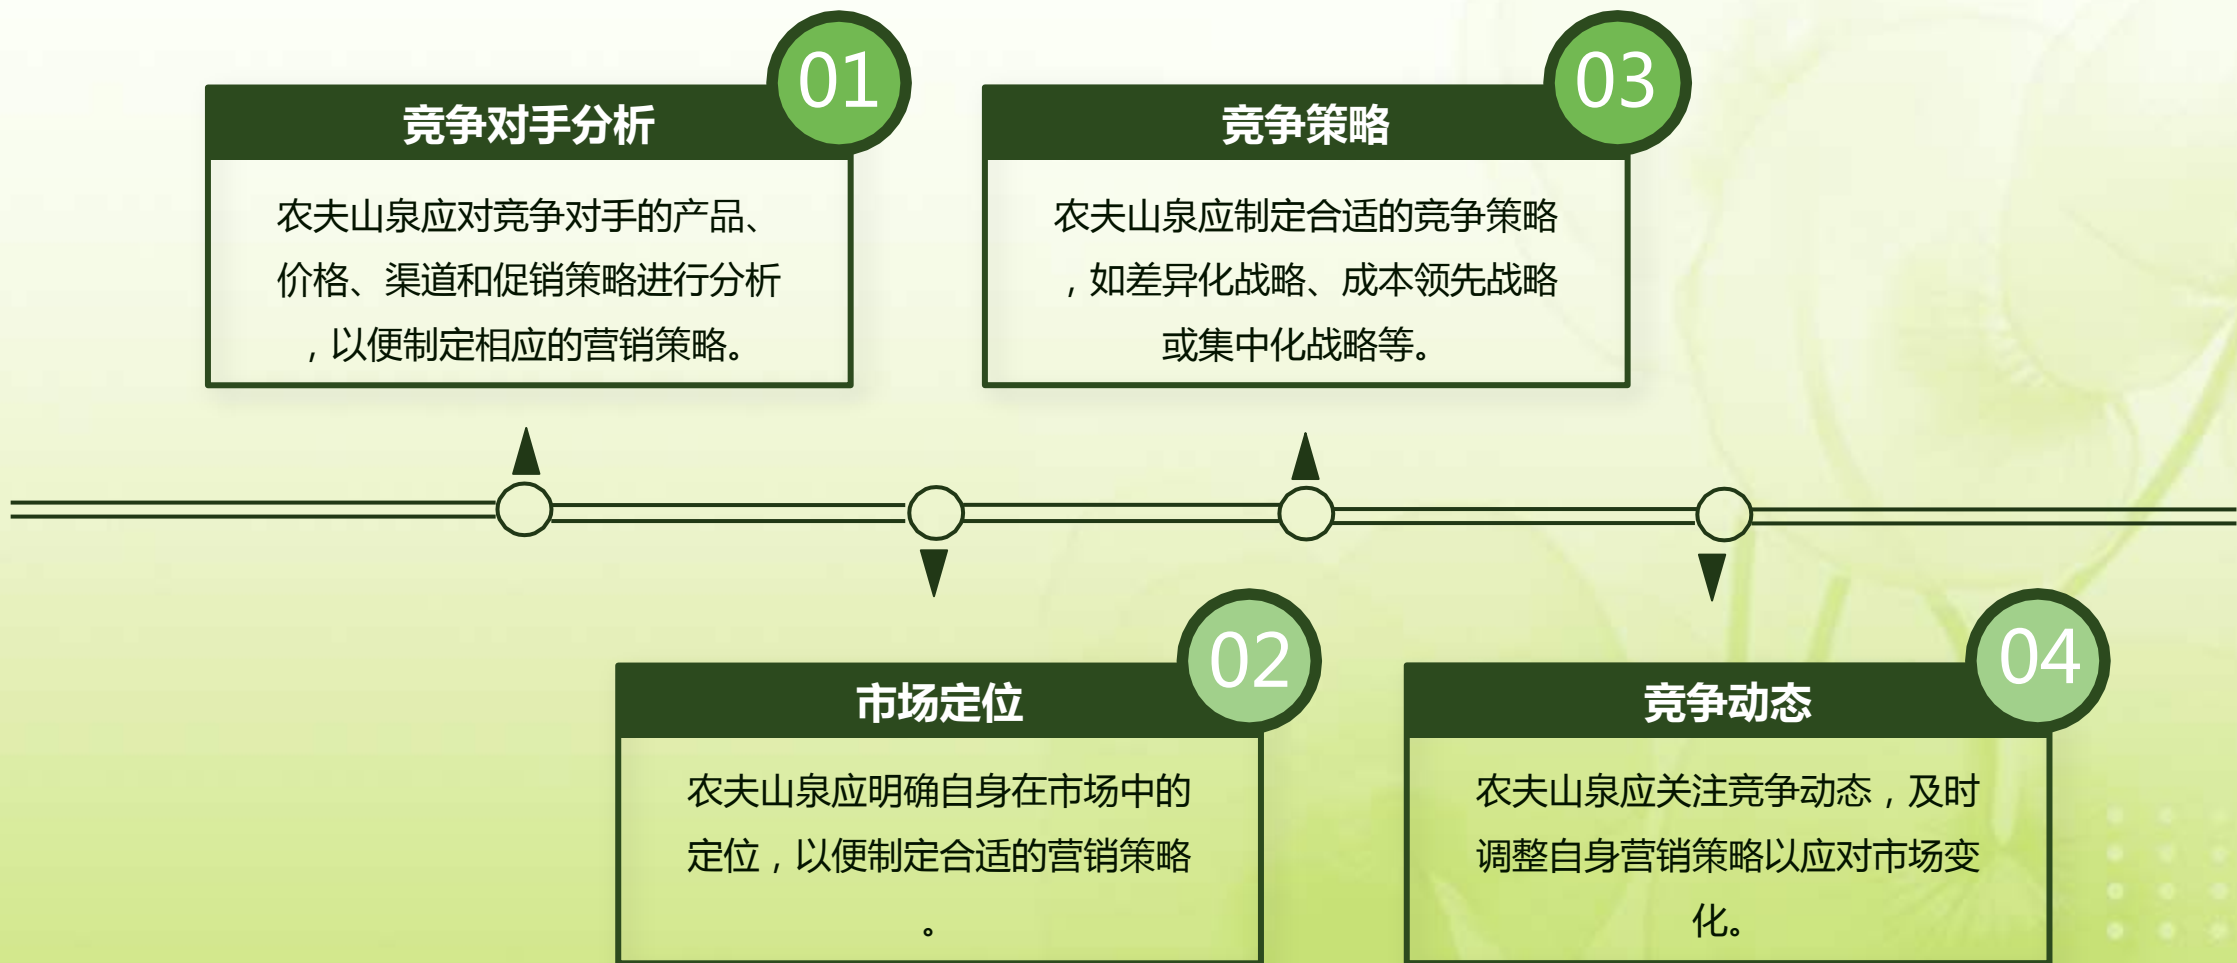 01
竞争对手分析
农夫山泉应对竞争对手的产品、
价格、渠道和促销策略进行分析
，以便制定相应的营销策略。
02
市场定位
农夫山泉应明确自身在市场中的
定位，以便制定合适的营销策略
。
03
竞争策略
农夫山泉应制定合适的竞争策略
，如差异化战略、成本领先战略
或集中化战略等。
04
竞争动态
农夫山泉应关注竞争动态，及时
调整自身营销策略以应对市场变
化。